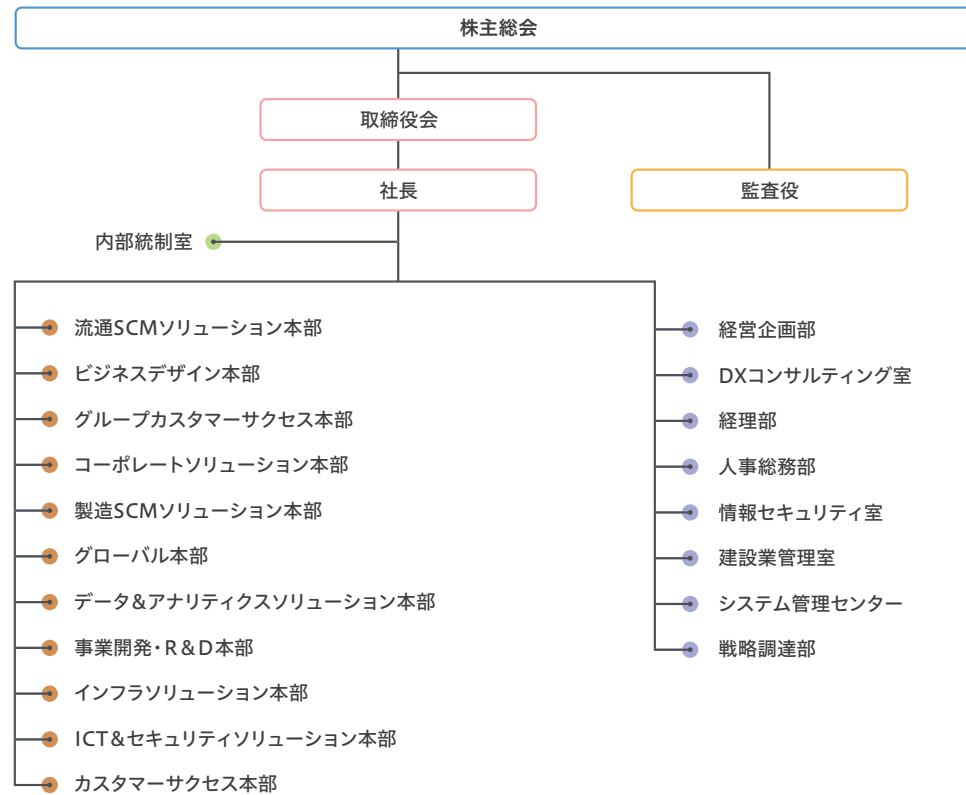 株主総会
取締役会
社長
監査役
内部統制室
流通SCMソリューション本部
ビジネスデザイン本部
グループカスタマーサクセス本部
コーポレートソリューション本部
製造SCMソリューション本部
グローバル本部
データ&アナリティクスソリューション本部
事業開発・R&D本部
インフラソリューション本部
ICT&セキュリティソリューション本部
カスタマーサクセス本部
経営企画部
DXコンサルティング室
経理部
人事総務部
情報セキュリティ室
建設業管理室
システム管理センター
戦略調達部